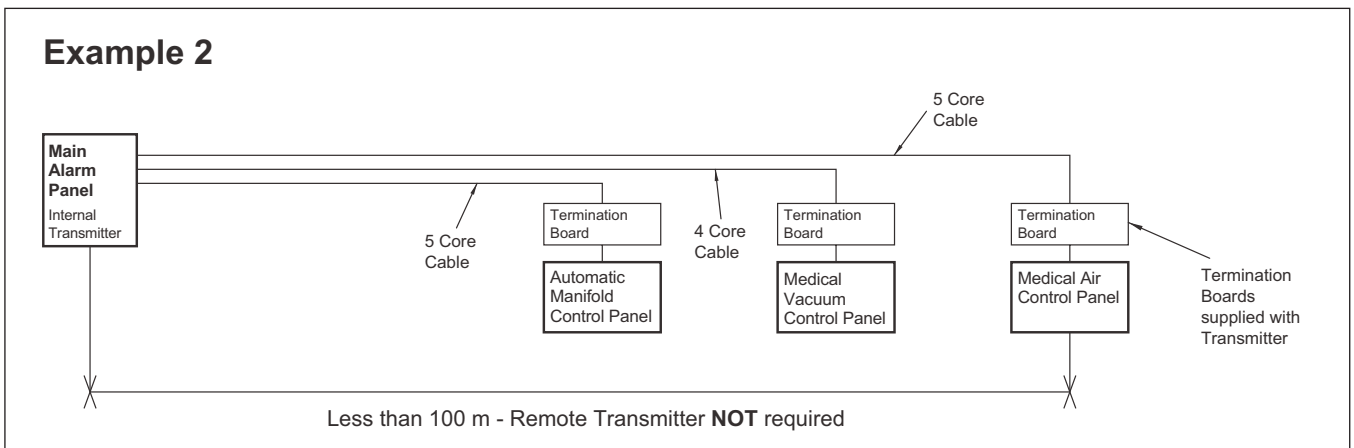 Example 2
5 Core
Cable
Main
Alarm
Panel
Internal
Transmitter
5 Core
Cable
Termination
Board
4 Core
Cable
Termination
Board
Termination
Board
Automatic
Manifold
Control Panel
Medical
Vacuum
Control Panel
Medical Air
Control Panel
Termination
Boards
supplied with
Transmitter
Less than 100 m - Remote Transmitter NOT required